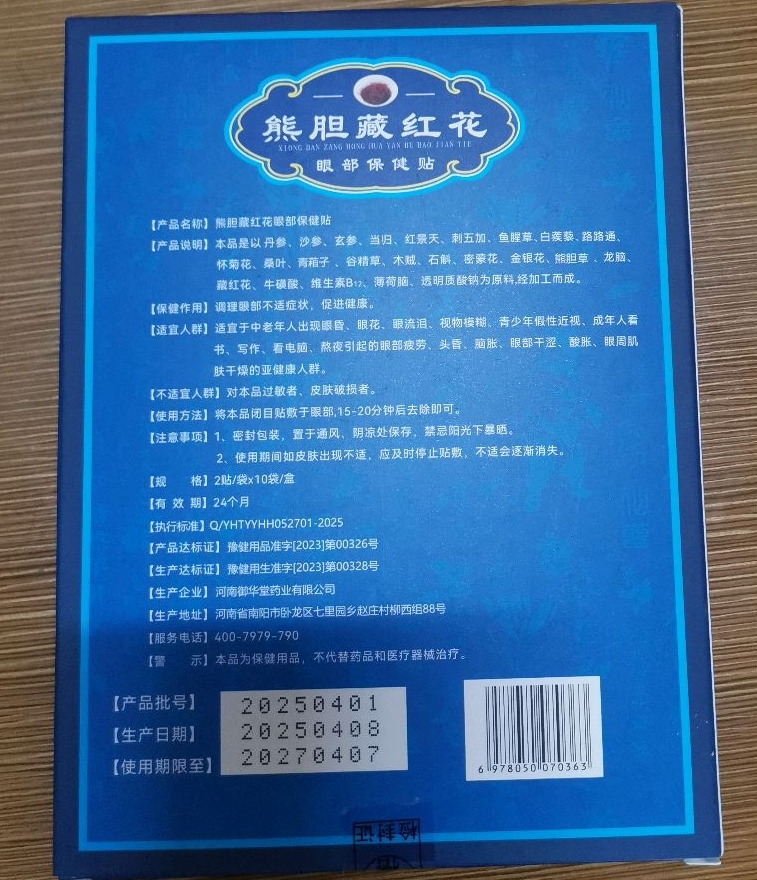 熊胆藏红花
XIONG DAN ZANG HONG HUA YAN BU BAO JIAN TIE
眼部保健贴
【产品名称】熊胆藏红花眼部保健贴
【产品说明】本品是以丹参、沙参、玄参、当归、红景天、刺五加、鱼腥草、白蒺藜、路路通、
怀菊花、桑叶、青葙子、谷精草、木贼、石斛、密蒙花、金银花、熊胆草、龙脑、
藏红花、牛磺酸、维生素B₁₂、薄荷脑、透明质酸钠为原料,经加工而成。
【保健作用】调理眼部不适症状，促进健康。
【适宜人群】适宜于中老年人出现眼昏、眼花、眼流泪、视物模糊、青少年假性近视、成年人看
书、写作、看电脑、熬夜引起的眼部疲劳、头昏、脑胀、眼部干涩、酸胀、眼周肌
肤干燥的亚健康人群。
【不适宜人群】对本品过敏者、皮肤破损者。
【使用方法】将本品闭目贴敷于眼部,15-20分钟后去除即可。
【注意事项】1、密封包装，置于通风、阴凉处保存，禁忌阳光下暴晒。
2、使用期间如皮肤出现不适，应及时停止贴敷，不适会逐渐消失。
【规　　格】2贴/袋x10袋/盒
【有 效 期】24个月
【执行标准】Q/YHTYYHH052701-2025
【产品达标证】豫健用品准字[2023]第00326号
【生产达标证】豫健用生准字[2023]第00328号
【生产企业】河南御华堂药业有限公司
【生产地址】河南省南阳市卧龙区七里园乡赵庄村柳西组88号
【服务电话】400-7979-790
【警　　示】本品为保健用品，不代替药品和医疗器械治疗。
【产品批号】20250401
【生产日期】20250408
【使用期限至】20270407
6 978050 070363
检封证